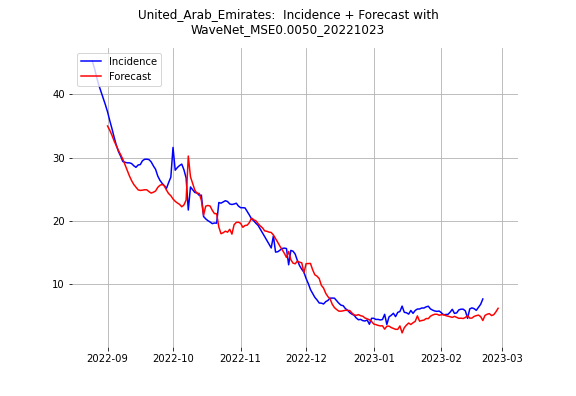 United_Arab_Emirates:  Incidence + Forecast with
WaveNet_MSE0.0050_20221023
Incidence
Forecast
40
30
20
10
2022-09 2022-10 2022-11 2022-12 2023-01 2023-02 2023-03